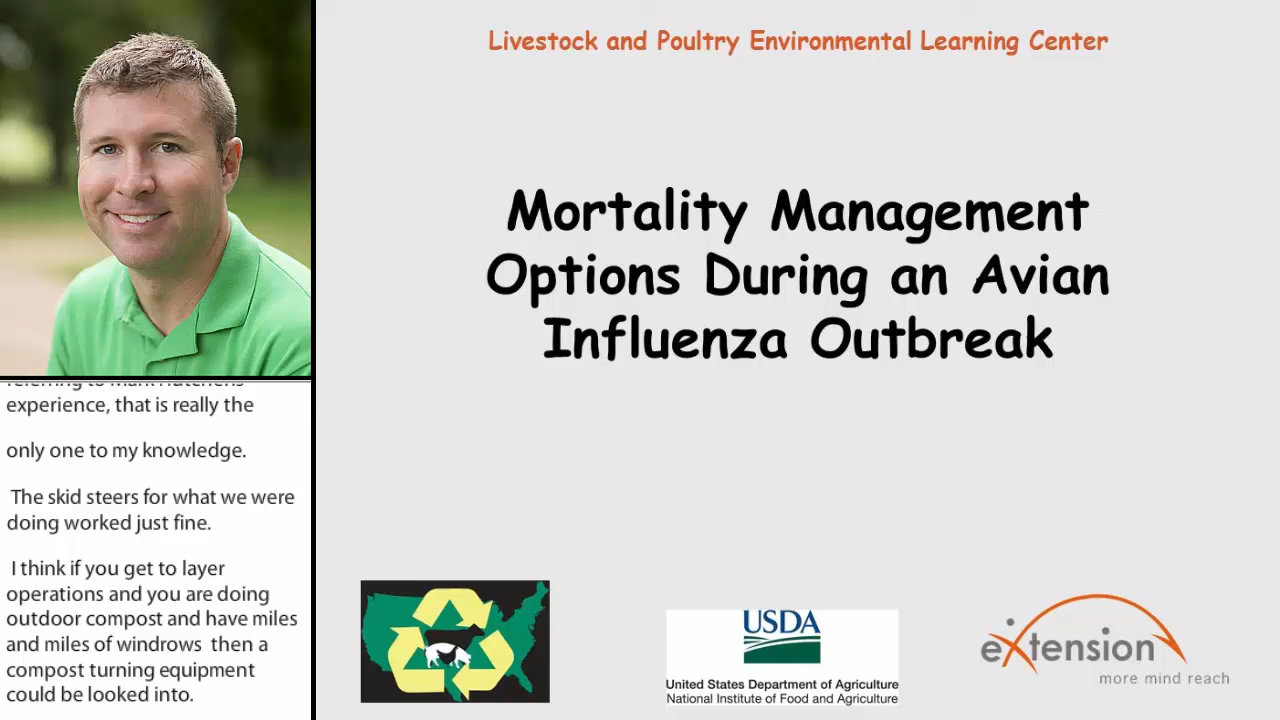 Livestock and Poultry Environmental Learning Center
Mortality Management
Options During an Avian
Influenza Outbreak
experience, that is really the
only one to my knowledge.
The skid steers for what we were
doing worked just fine.
I think if you get to layer
operations and you are doing
outdoor compost and have miles
and miles of windrows then a
compost turning equipment
could be looked into.
USDA
United States Department of Agriculture
National Institute of Food and Agriculture
eXtension
more mind reach